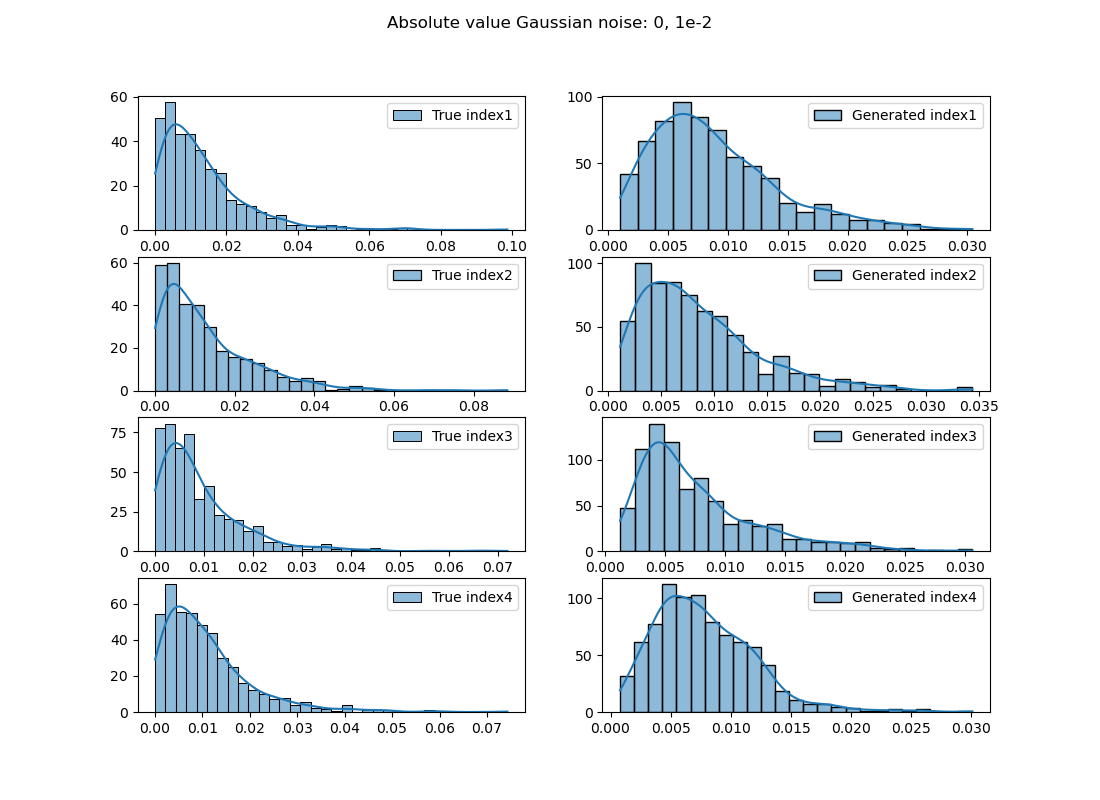 Absolute value Gaussian noise: 0, 1e-2
60
40
20
0
True index1
0.00 0.02 0.04 0.06 0.08 0.10
100
50
0
Generated index1
0.000 0.005 0.010 0.015 0.020 0.025 0.030
60
40
20
0
True index2
0.00 0.02 0.04 0.06 0.08
100
50
0
Generated index2
0.000 0.005 0.010 0.015 0.020 0.025 0.030 0.035
75
50
25
0
True index3
0.00 0.01 0.02 0.03 0.04 0.05 0.06 0.07
100
50
0
Generated index3
0.000 0.005 0.010 0.015 0.020 0.025 0.030
60
40
20
0
True index4
0.00 0.01 0.02 0.03 0.04 0.05 0.06 0.07
100
50
0
Generated index4
0.000 0.005 0.010 0.015 0.020 0.025 0.030